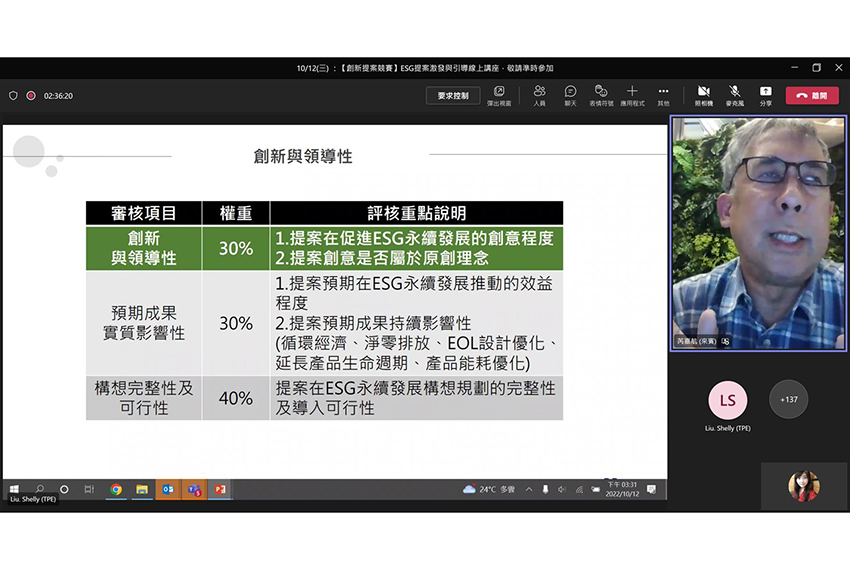 10/12(三) : 【創新提案競賽】ESG提案激發與引導線上講座 - 敬請準時參加
02:36:20
要求控制
彈出視窗
人員
聊天
表情符號
應用程式
其他
照相機
麥克風
分享
離開
創新與領導性
審核項目
權重
評核重點說明
創新
與領導性
30%
1.提案在促進ESG永續發展的創意程度
2.提案創意是否屬於原創理念
預期成果
實質影響性
30%
1.提案預期在ESG永續發展推動的效益
程度
2.提案預期成果持續影響性
(循環經濟、淨零排放、EOL設計優化、
延長產品生命週期、產品能耗優化)
構想完整性及
可行性
40%
提案在ESG永續發展構想規劃的完整性
及導入可行性
芮嘉航 (來賓)
LS
+137
Liu. Shelly (TPE)
24°C 多雲
下午 03:31
2022/10/12
Liu. Shelly (TPE)